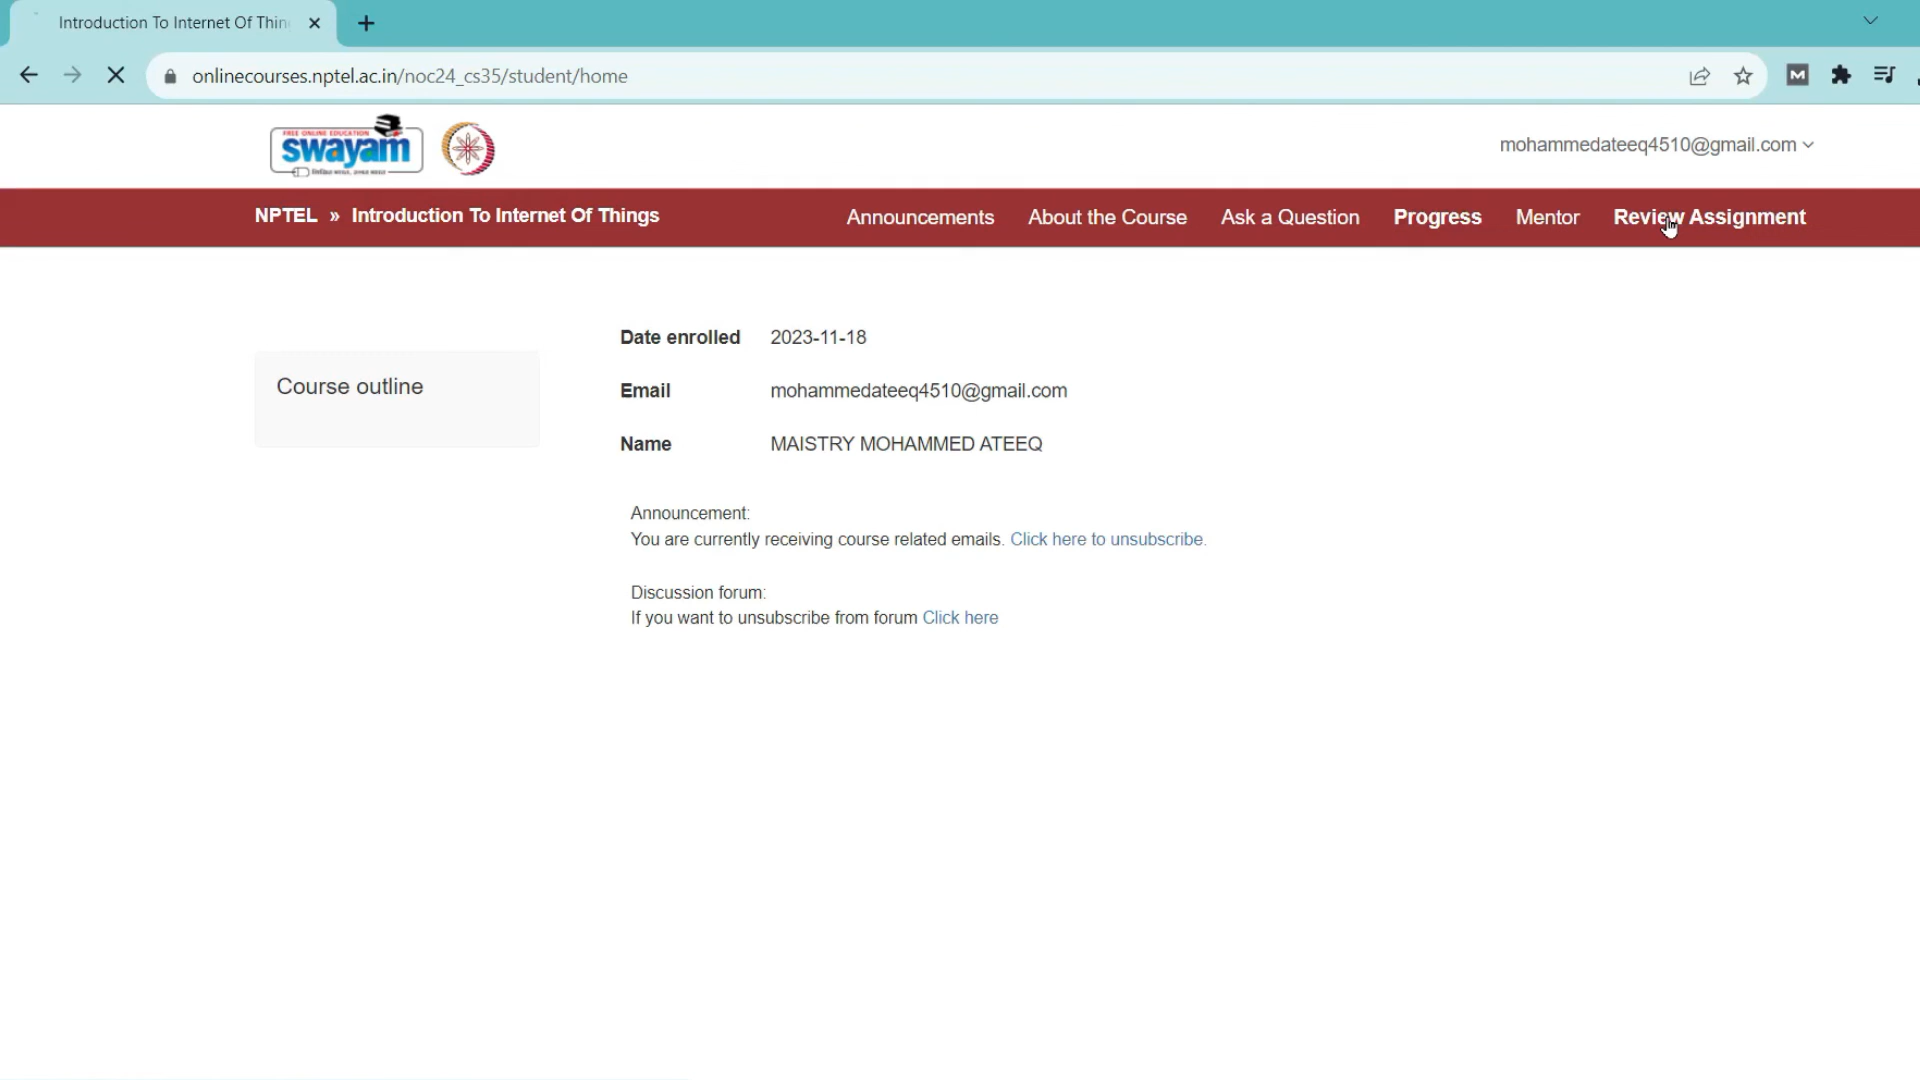 Introduction To Internet Of Thin
onlinecourses.nptel.ac.in/noc24_cs35/student/home
FREE ONLINE EDUCATION
swayam
mohammedateeq4510@gmail.com
NPTEL » Introduction To Internet Of Things
Announcements About the Course Ask a Question Progress Mentor Review Assignment
Course outline
Date enrolled 2023-11-18
Email mohammedateeq4510@gmail.com
Name MAISTRY MOHAMMED ATEEQ
Announcement:
You are currently receiving course related emails. Click here to unsubscribe.
Discussion forum:
If you want to unsubscribe from forum Click here